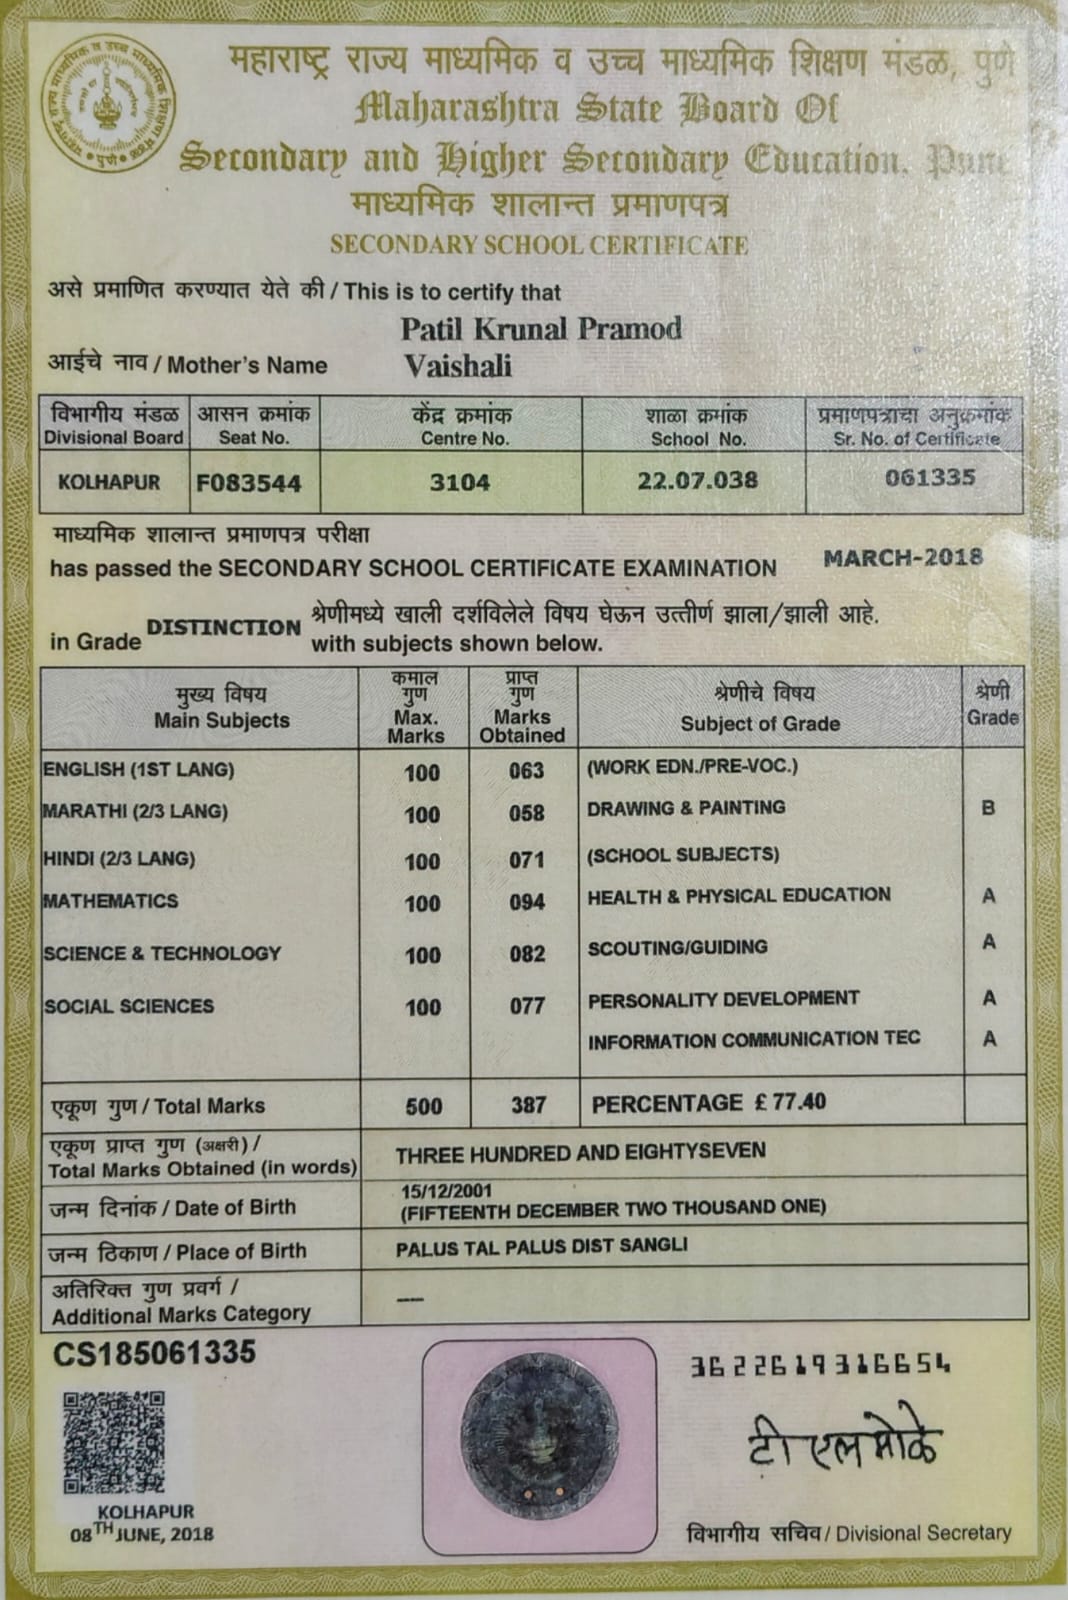 महाराष्ट्र राज्य माध्यमिक व उच्च माध्यमिक शिक्षण मंडळ, पुणे
Maharashtra State Board Of
Secondary and Higher Secondary Education, Pune
माध्यमिक शालान्त प्रमाणपत्र
SECONDARY SCHOOL CERTIFICATE
असे प्रमाणित करण्यात येते की / This is to certify that
Patil Krunal Pramod
आईचे नाव / Mother's Name Vaishali
विभागीय मंडळ आसन क्रमांक केंद्र क्रमांक शाळा क्रमांक प्रमाणपत्राचा अनुक्रमांक
Divisional Board Seat No. Centre No. School No. Sr. No. of Certificate
KOLHAPUR F083544 3104 22.07.038 061335
माध्यमिक शालान्त प्रमाणपत्र परीक्षा
has passed the SECONDARY SCHOOL CERTIFICATE EXAMINATION MARCH-2018
श्रेणीमध्ये खाली दर्शविलेले विषय घेऊन उत्तीर्ण झाला/झाली आहे.
in Grade DISTINCTION with subjects shown below.
मुख्य विषय कमाल गुण प्राप्त गुण श्रेणीचे विषय श्रेणी
Main Subjects Max. Marks Marks Obtained Subject of Grade Grade
ENGLISH (1ST LANG) 100 063 (WORK EDN./PRE-VOC.)
MARATHI (2/3 LANG) 100 058 DRAWING & PAINTING B
HINDI (2/3 LANG) 100 071 (SCHOOL SUBJECTS)
MATHEMATICS 100 094 HEALTH & PHYSICAL EDUCATION A
SCIENCE & TECHNOLOGY 100 082 SCOUTING/GUIDING A
SOCIAL SCIENCES 100 077 PERSONALITY DEVELOPMENT A
INFORMATION COMMUNICATION TEC A
एकूण गुण / Total Marks 500 387 PERCENTAGE £ 77.40
एकूण प्राप्त गुण (अक्षरी) /
Total Marks Obtained (in words) THREE HUNDRED AND EIGHTYSEVEN
15/12/2001
जन्म दिनांक / Date of Birth (FIFTEENTH DECEMBER TWO THOUSAND ONE)
जन्म ठिकाण / Place of Birth PALUS TAL PALUS DIST SANGLI
अतिरिक्त गुण प्रवर्ग /
Additional Marks Category ---
CS185061335
3622619316654
टी एल मोळे
KOLHAPUR
08TH JUNE, 2018
विभागीय सचिव / Divisional Secretary